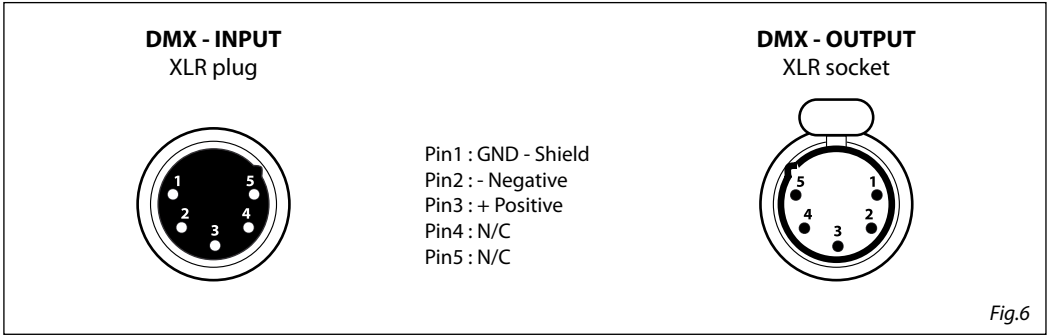 DMX - INPUT
XLR plug
1
5
2
4
3
Pin1 : GND - Shield
Pin2 : - Negative
Pin3 : + Positive
Pin4 : N/C
Pin5 : N/C
DMX - OUTPUT
XLR socket
5
1
4
2
3
Fig.6